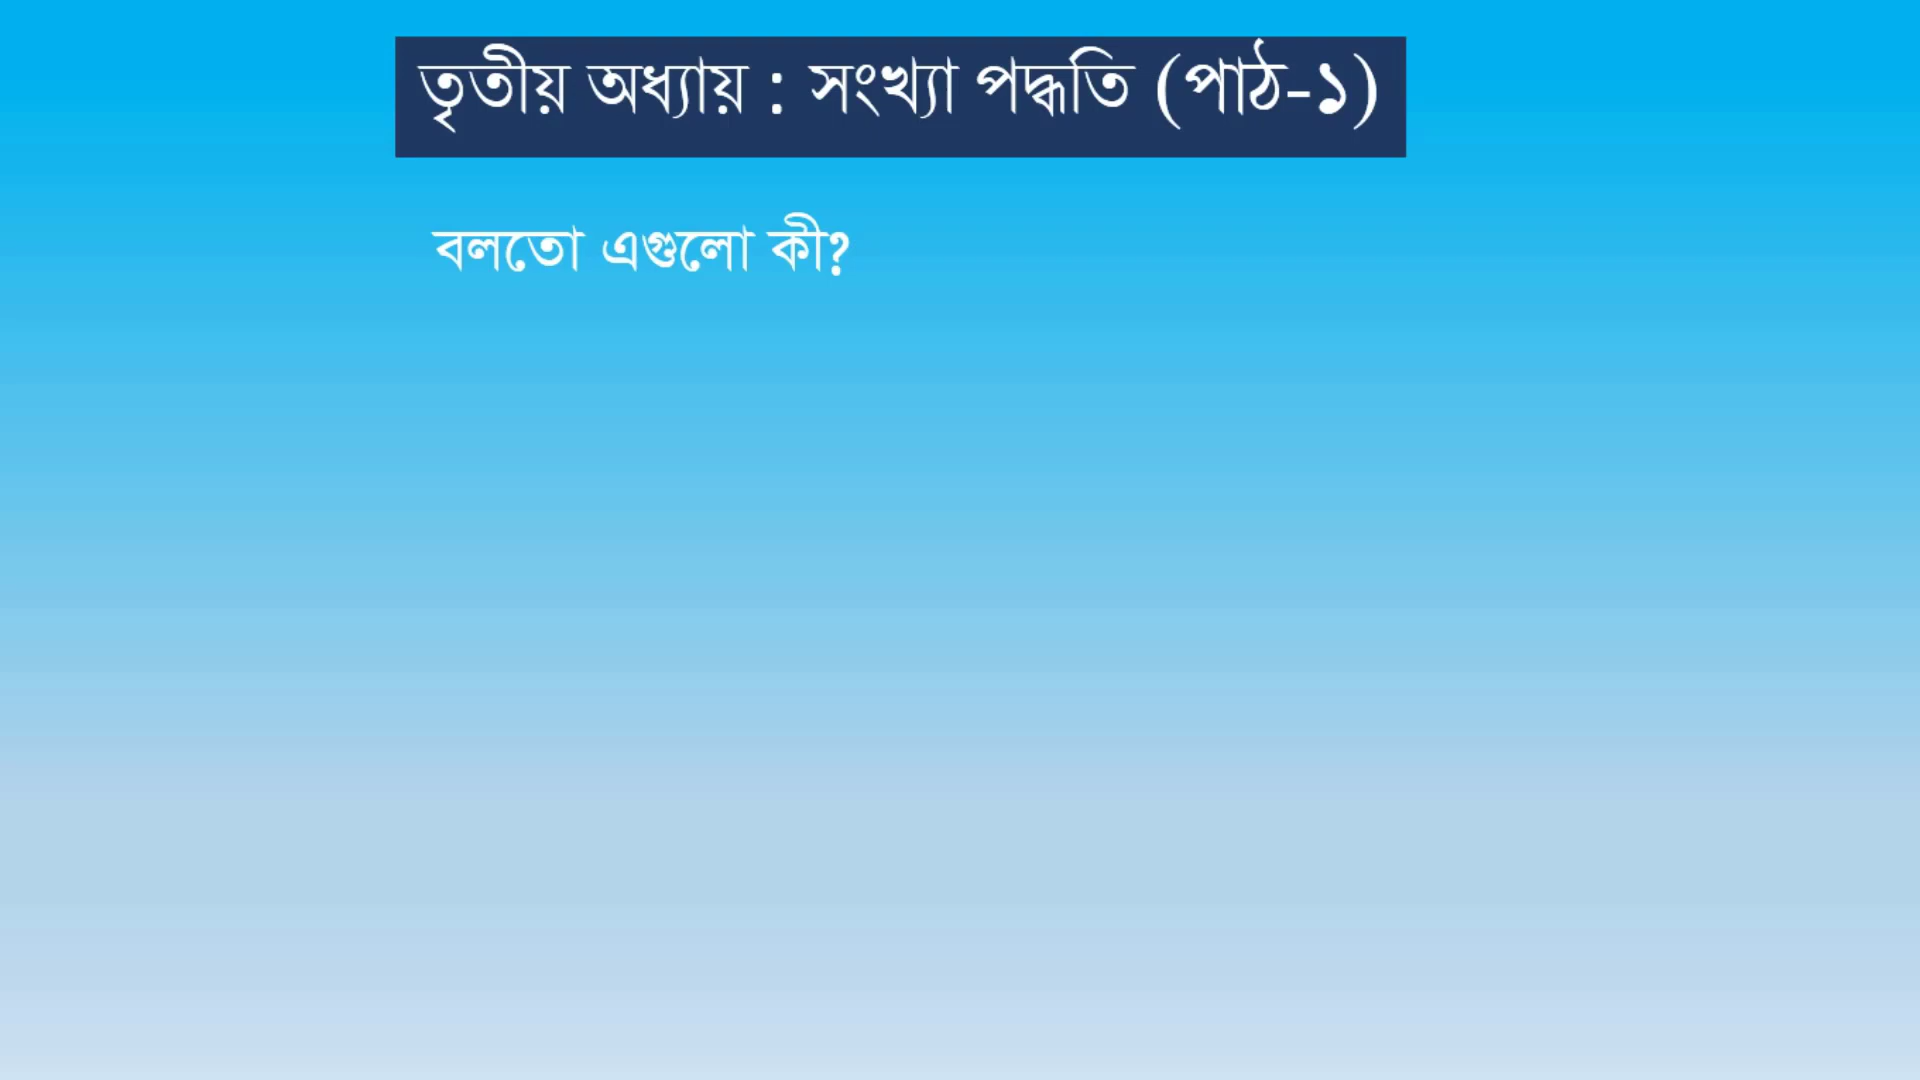 তৃতীয় অধ্যায় : সংখ্যা পদ্ধতি (পাঠ-১)
বলতো এগুলো কী?